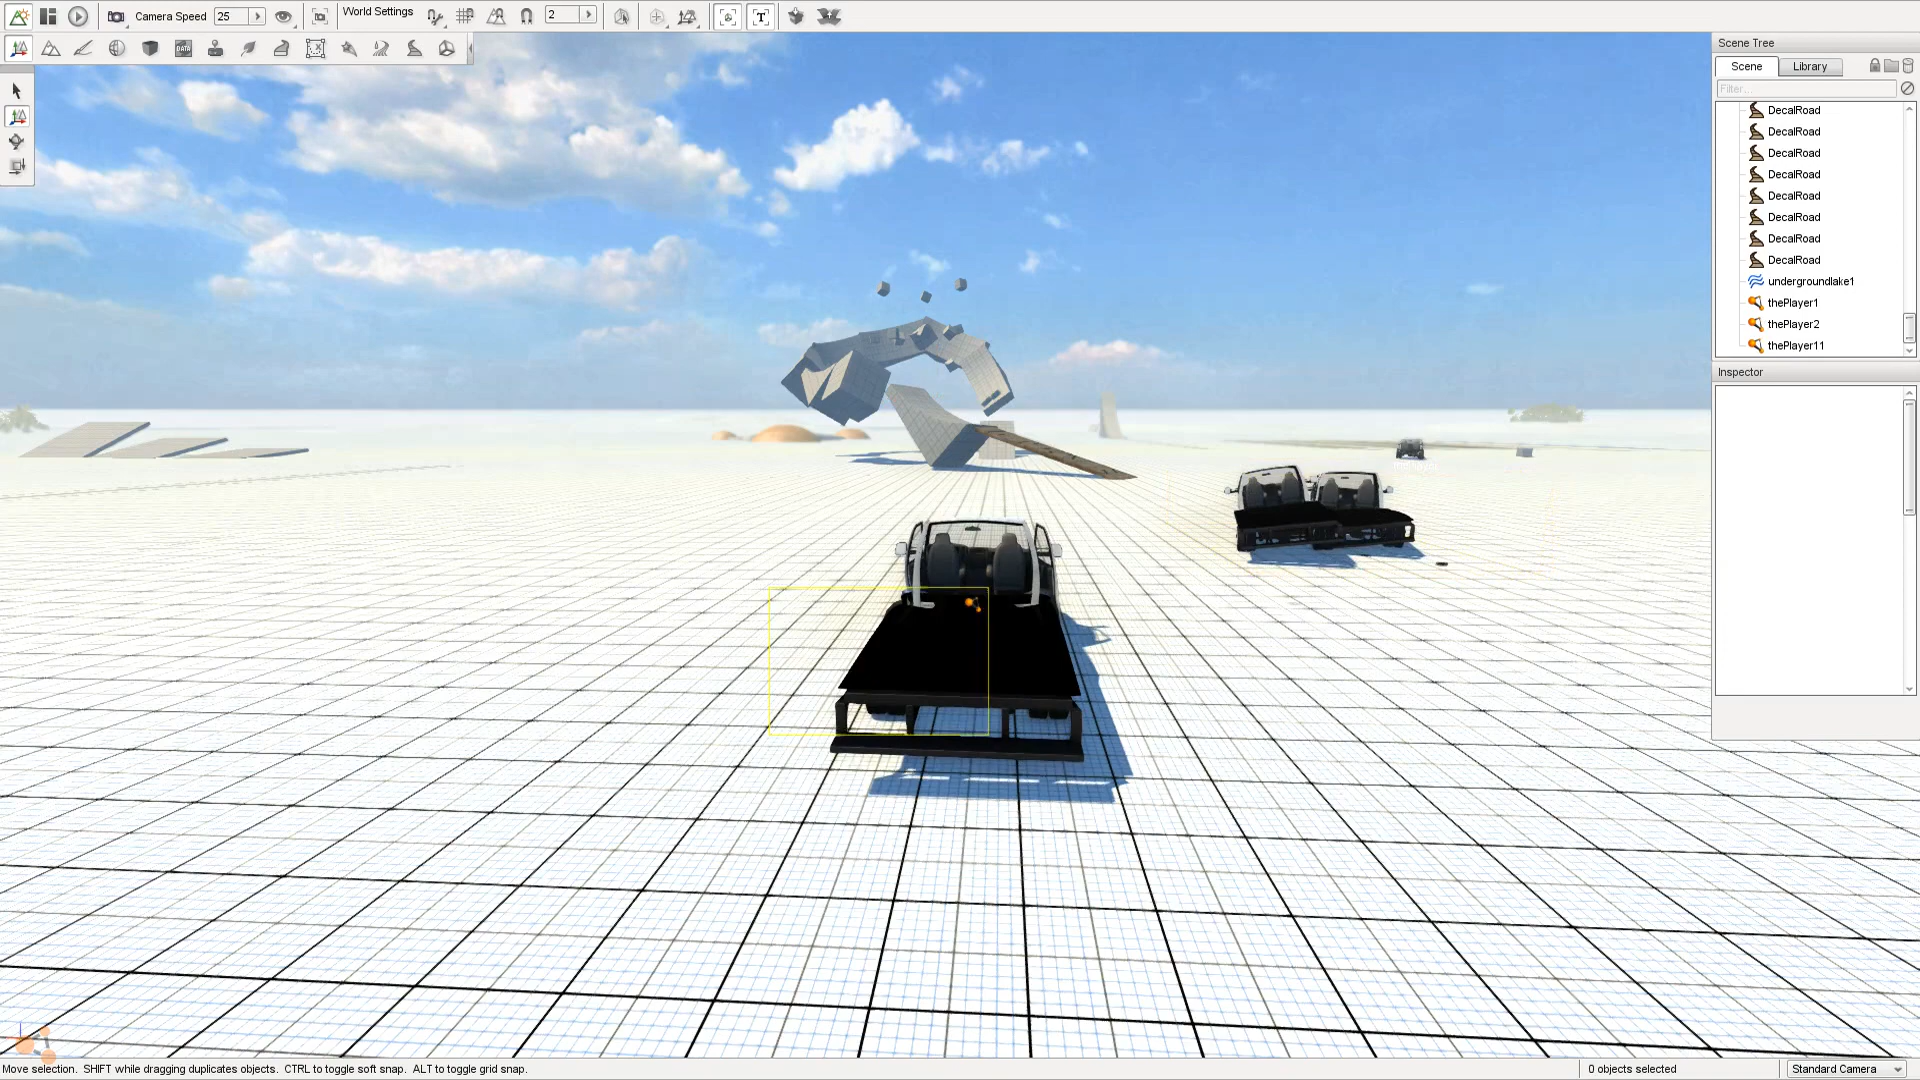 Camera Speed
25
World Settings
2
T
DATA
Scene Tree
Scene
Library
Filter...
DecalRoad
DecalRoad
DecalRoad
DecalRoad
DecalRoad
DecalRoad
DecalRoad
DecalRoad
undergroundlake1
thePlayer1
thePlayer2
thePlayer11
Inspector
Move selection. SHIFT while dragging duplicates objects. CTRL to toggle soft snap. ALT to toggle grid snap.
0 objects selected
Standard Camera